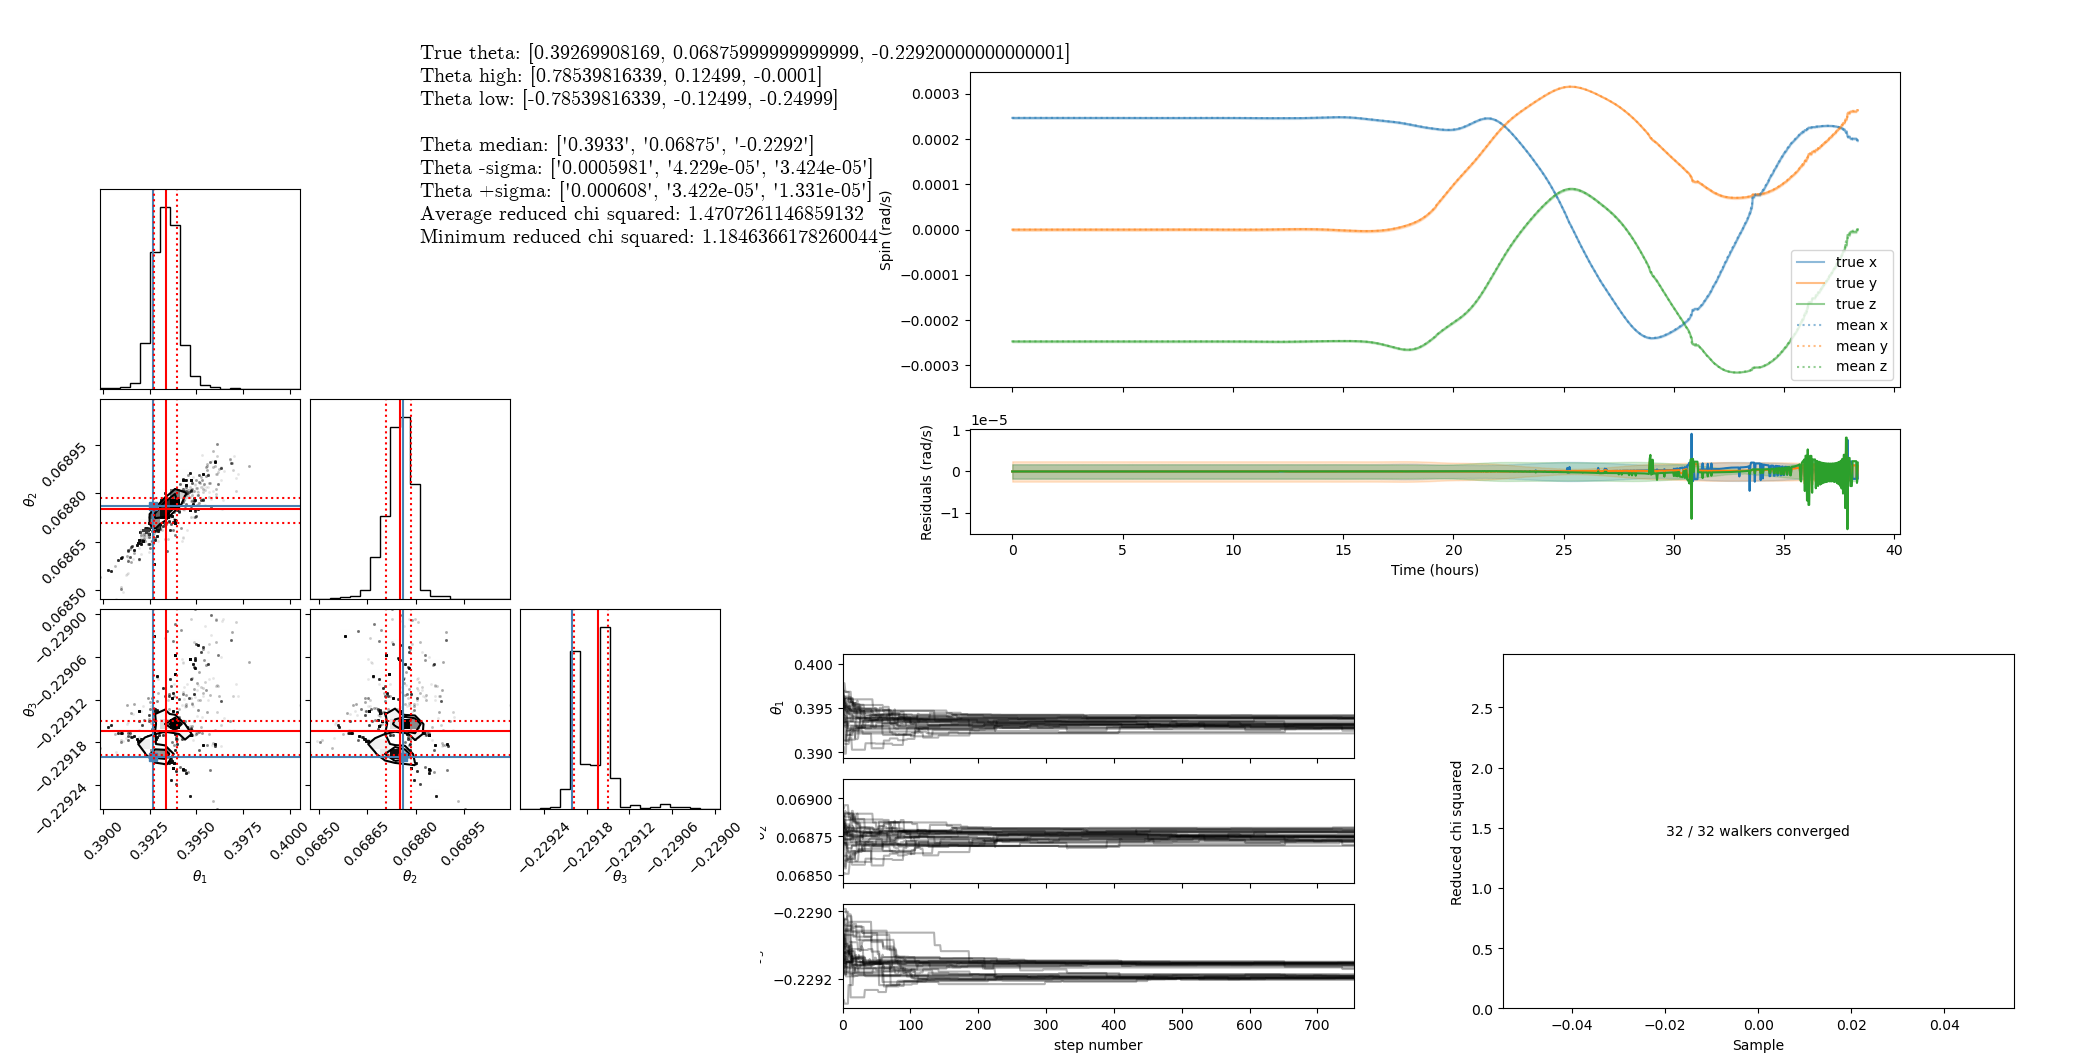 True theta: [0.39269908169, 0.06875999999999999, -0.22920000000000001]
Theta high: [0.78539816339, 0.12499, -0.0001]
Theta low: [-0.78539816339, -0.12499, -0.24999]
Theta median: ['0.3933', '0.06875', '-0.2292']
Theta -sigma: ['0.0005981', '4.229e-05', '3.424e-05']
Theta +sigma: ['0.000608', '3.422e-05', '1.331e-05']
Average reduced chi squared: 1.4707261146859132
Minimum reduced chi squared: 1.1846366178260044
Spin (rad/s)
0.0003
0.0002
0.0001
0.0000
−0.0001
−0.0002
−0.0003
true x
true y
true z
mean x
mean y
mean z
1e−5
Residuals (rad/s)
1
0
−1
0 5 10 15 20 25 30 35 40
Time (hours)
θ2
0.06895
0.06880
0.06865
0.06850
θ3
−0.22900
−0.22906
−0.22912
−0.22918
−0.22924
0.3900 0.3925 0.3950 0.3975 0.4000
θ1
0.06850 0.06865 0.06880 0.06895
θ2
−0.22924 −0.22918 −0.22912 −0.22906 −0.22900
θ3
θ1
0.400
0.395
0.390
0.06900
0.06875
0.06850
−0.2290
−0.2292
0 100 200 300 400 500 600 700
step number
Reduced chi squared
2.5
2.0
1.5
1.0
0.5
0.0
32 / 32 walkers converged
−0.04 −0.02 0.00 0.02 0.04
Sample